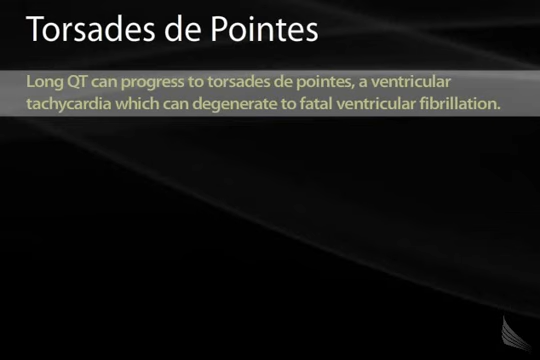 Torsades de Pointes
Long QT can progress to torsades de pointes, a ventricular
tachycardia which can degenerate to fatal ventricular fibrillation.